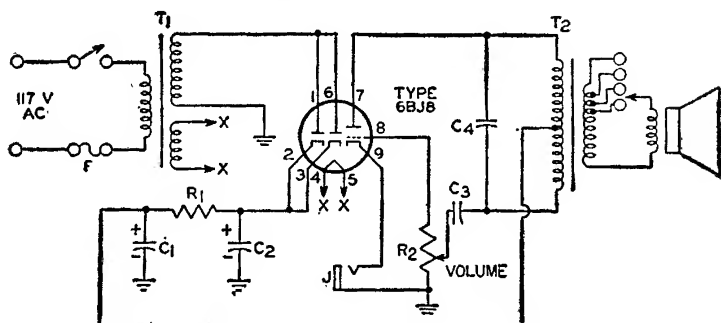 T1
T2
117 V
AC
F
X
X
1
6
7
TYPE
6BJ8
8
9
2
3
4
5
X
X
C4
C3
R1
R2
VOLUME
J
+
-
C1
+
-
C2